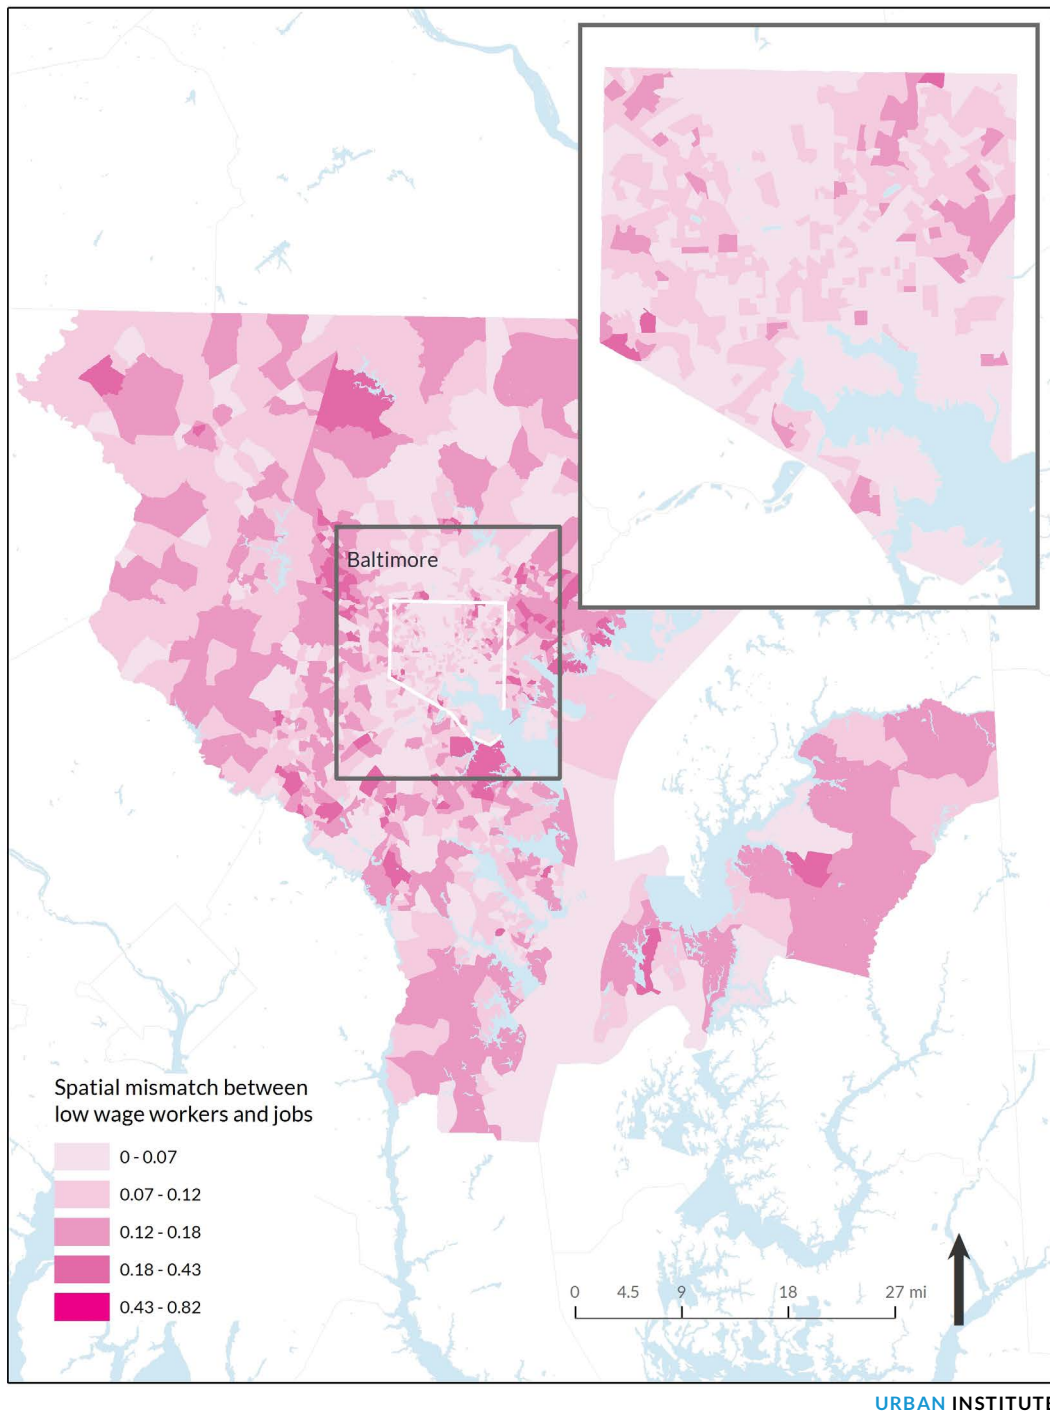 Baltimore
Spatial mismatch between
low wage workers and jobs
0 - 0.07
0.07 - 0.12
0.12 - 0.18
0.18 - 0.43
0.43 - 0.82
0 4.5 9 18 27 mi
URBAN INSTITUTE